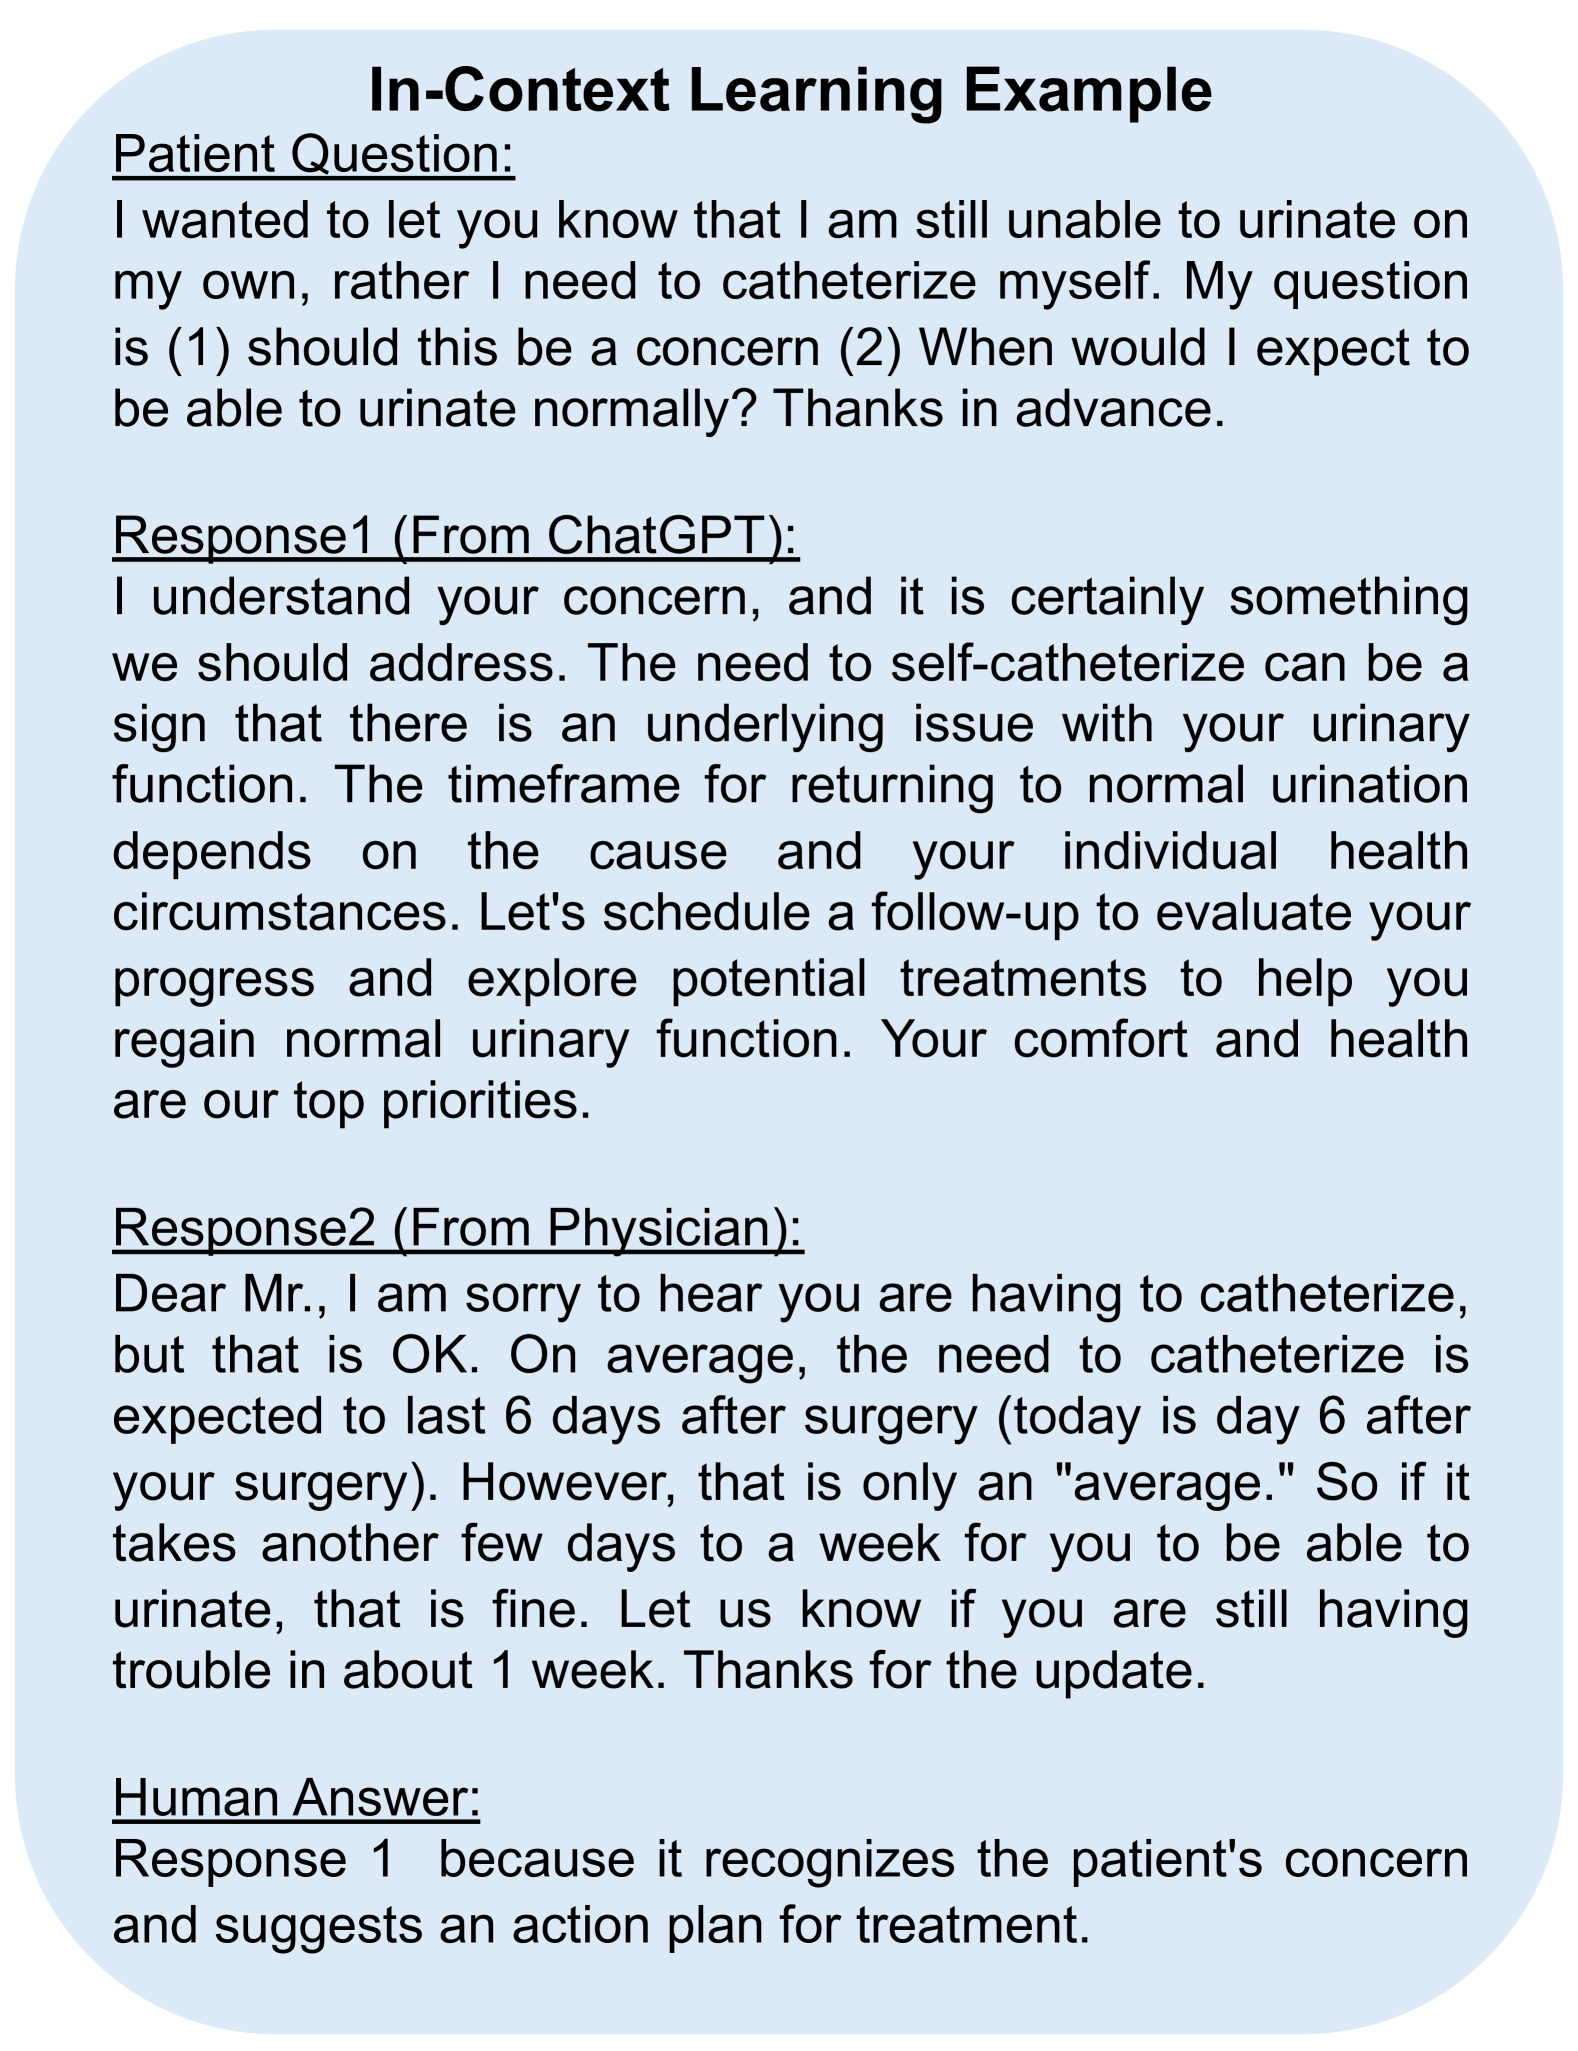 In-Context Learning Example
Patient Question:
I wanted to let you know that I am still unable to urinate on
my own, rather I need to catheterize myself. My question
is (1) should this be a concern (2) When would I expect to
be able to urinate normally? Thanks in advance.
Response1 (From ChatGPT):
I understand your concern, and it is certainly something
we should address. The need to self-catheterize can be a
sign that there is an underlying issue with your urinary
function. The timeframe for returning to normal urination
depends on the cause and your individual health
circumstances. Let's schedule a follow-up to evaluate your
progress and explore potential treatments to help you
regain normal urinary function. Your comfort and health
are our top priorities.
Response2 (From Physician):
Dear Mr., I am sorry to hear you are having to catheterize,
but that is OK. On average, the need to catheterize is
expected to last 6 days after surgery (today is day 6 after
your surgery). However, that is only an "average." So if it
takes another few days to a week for you to be able to
urinate, that is fine. Let us know if you are still having
trouble in about 1 week. Thanks for the update.
Human Answer:
Response 1  because it recognizes the patient's concern
and suggests an action plan for treatment.